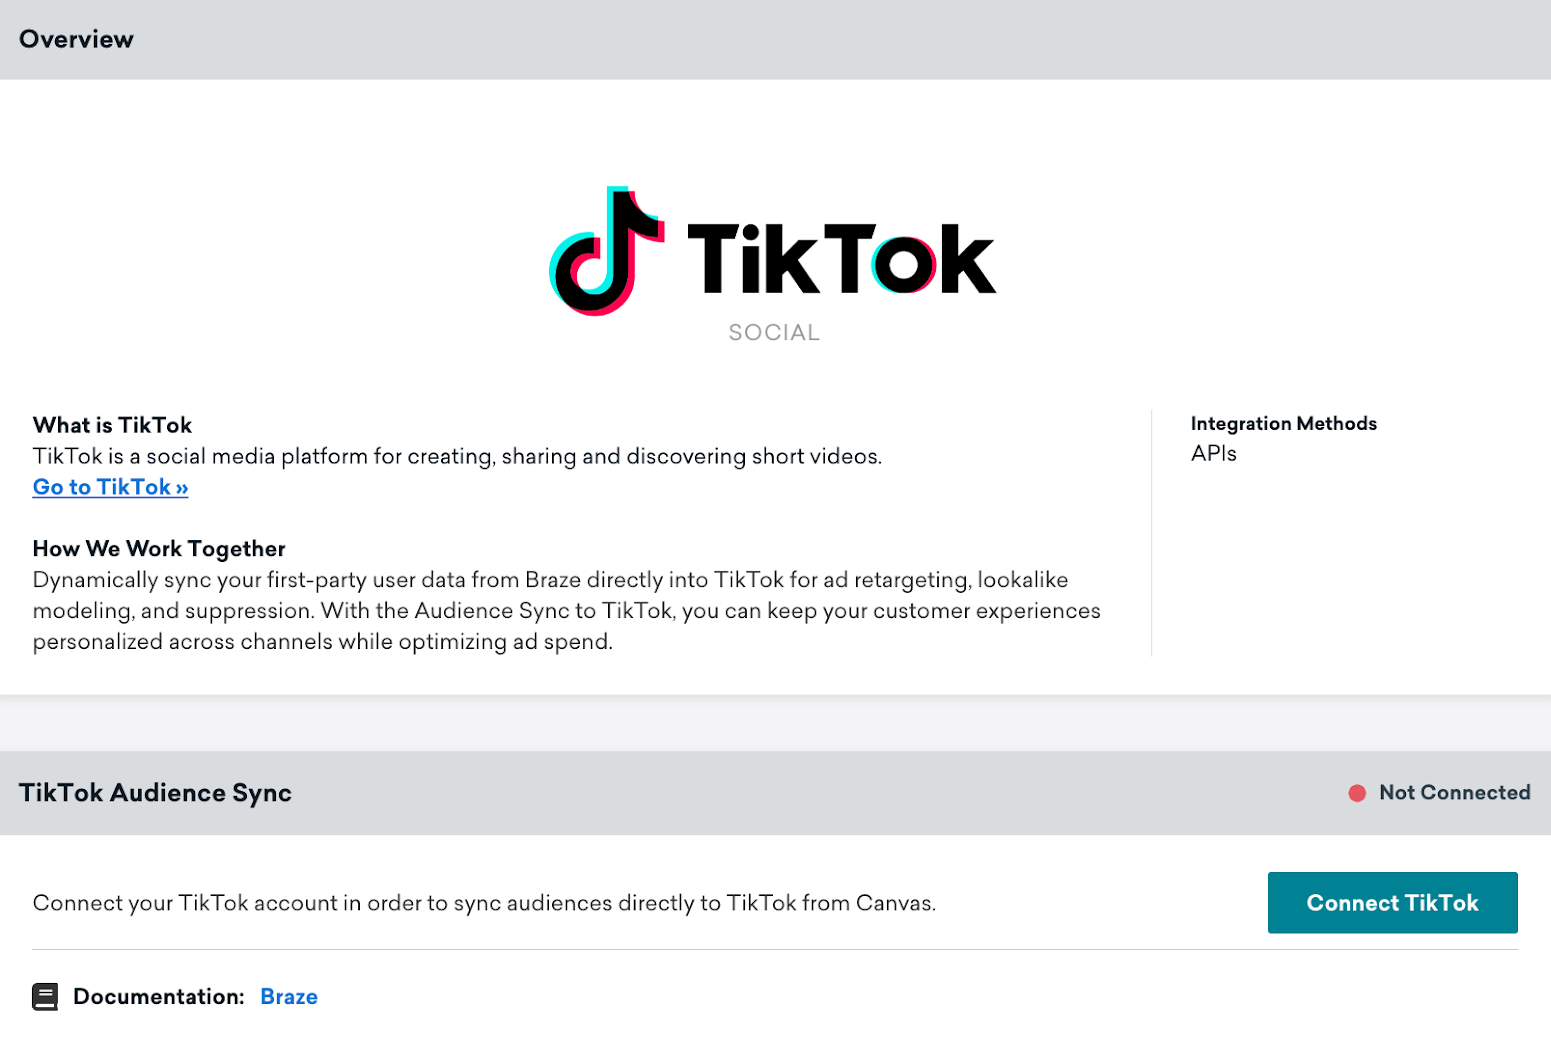 Overview
TikTok
SOCIAL
What is TikTok
TikTok is a social media platform for creating, sharing and discovering short videos.
Go to TikTok »
How We Work Together
Dynamically sync your first-party user data from Braze directly into TikTok for ad retargeting, lookalike
modeling, and suppression. With the Audience Sync to TikTok, you can keep your customer experiences
personalized across channels while optimizing ad spend.
Integration Methods
APIs
TikTok Audience Sync
Not Connected
Connect your TikTok account in order to sync audiences directly to TikTok from Canvas.
Connect TikTok
Documentation: Braze